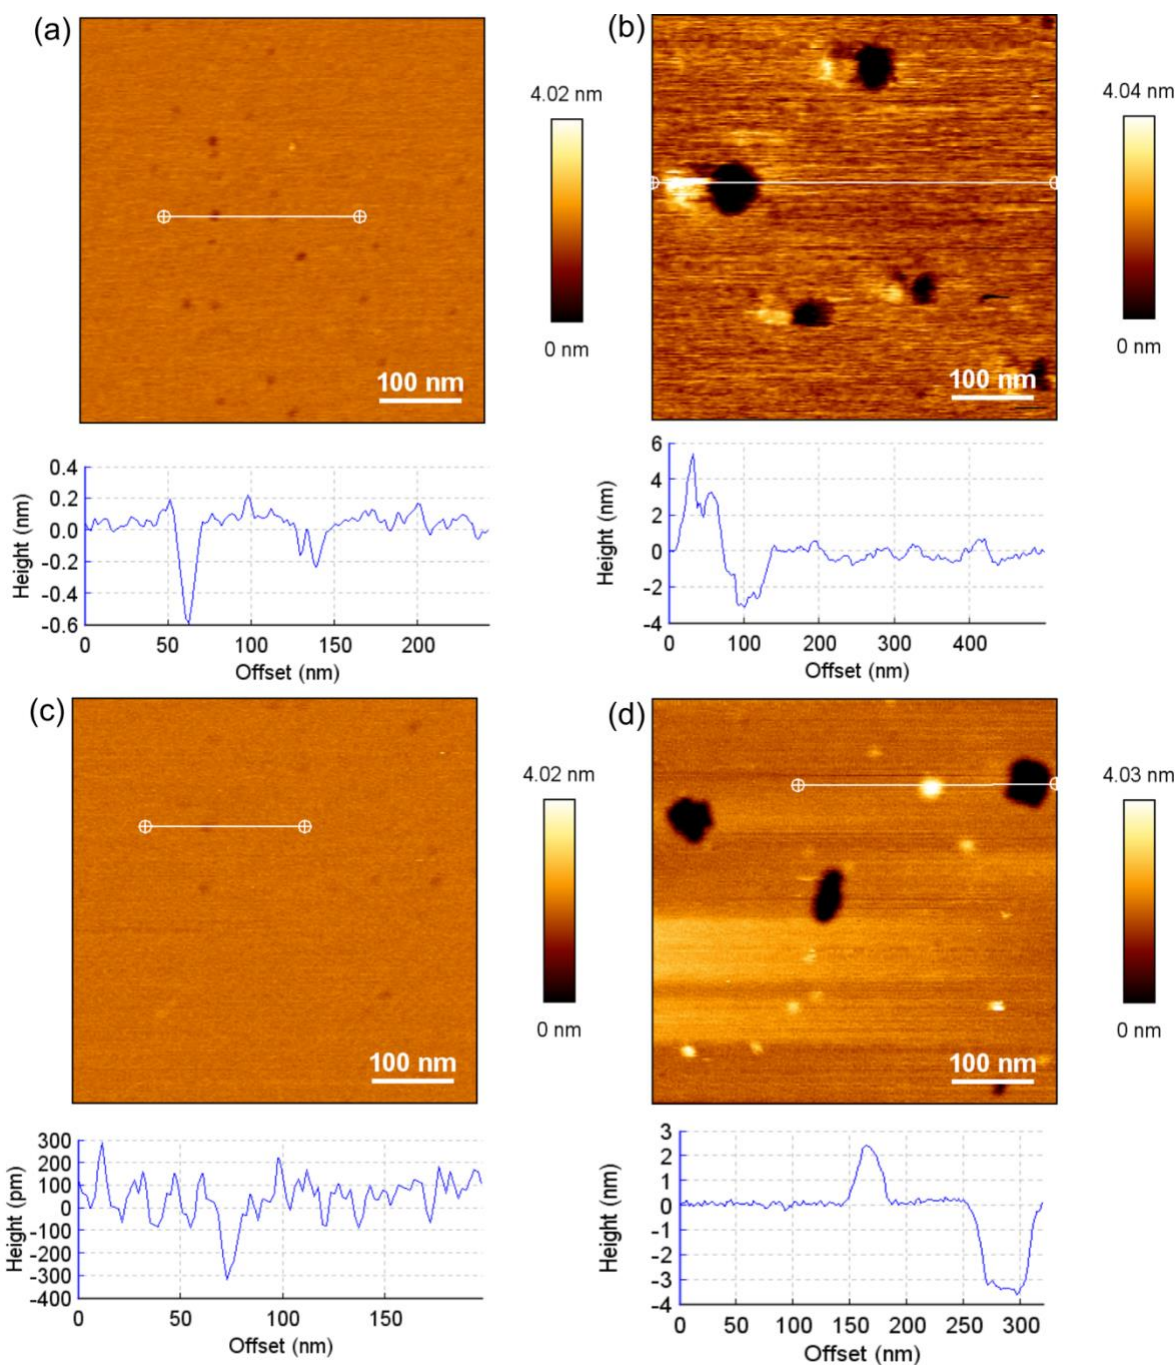 (a)
4.02 nm
0 nm
100 nm
0.4
0.2
0.0
-0.2
-0.4
-0.6
Height (nm)
0 50 100 150 200
Offset (nm)
(b)
4.04 nm
0 nm
100 nm
6
4
2
0
-2
-4
Height (nm)
0 100 200 300 400
Offset (nm)
(c)
4.02 nm
0 nm
100 nm
300
200
100
0
-100
-200
-300
-400
Height (pm)
0 50 100 150
Offset (nm)
(d)
4.03 nm
0 nm
100 nm
3
2
1
0
-1
-2
-3
-4
Height (nm)
0 50 100 150 200 250 300
Offset (nm)